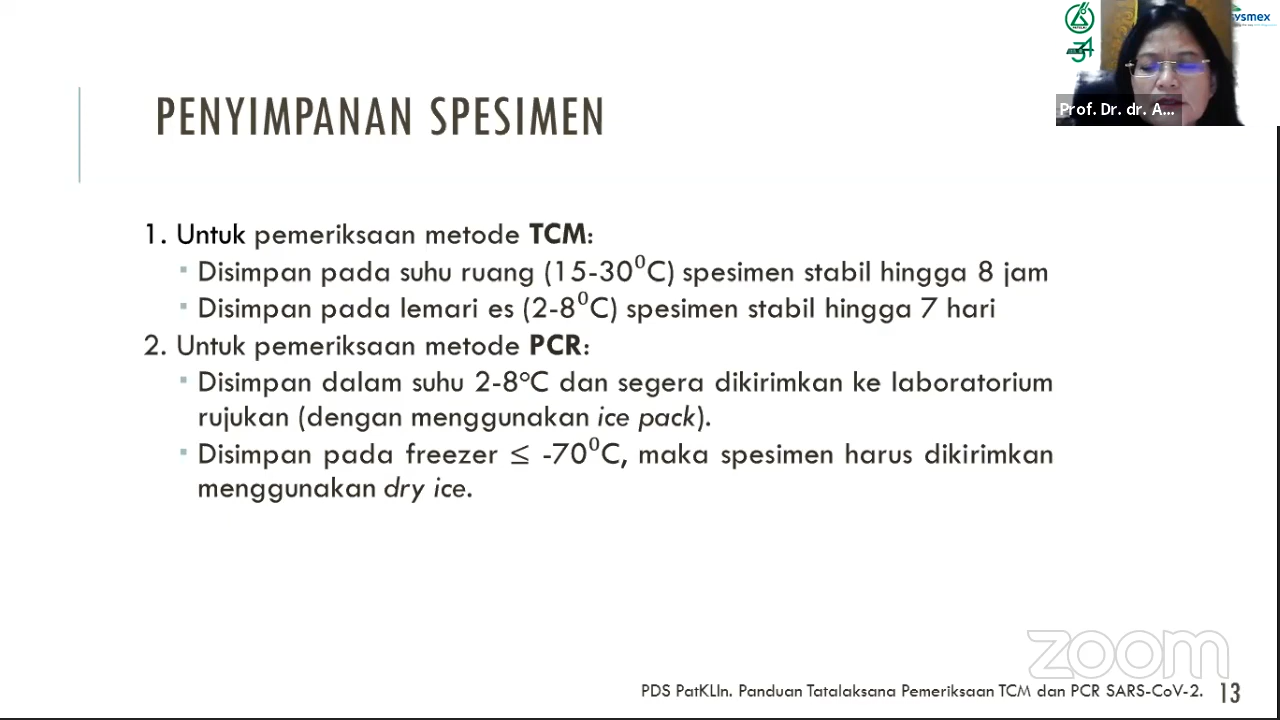 sysmex
34
Prof. Dr. dr. A...
PENYIMPANAN SPESIMEN
1. Untuk pemeriksaan metode TCM:
▪ Disimpan pada suhu ruang (15-30⁰C) spesimen stabil hingga 8 jam
▪ Disimpan pada lemari es (2-8⁰C) spesimen stabil hingga 7 hari
2. Untuk pemeriksaan metode PCR:
▪ Disimpan dalam suhu 2-8°C dan segera dikirimkan ke laboratorium
rujukan (dengan menggunakan ice pack).
▪ Disimpan pada freezer ≤ -70⁰C, maka spesimen harus dikirimkan
menggunakan dry ice.
zoom
PDS PatKLIn. Panduan Tatalaksana Pemeriksaan TCM dan PCR SARS-CoV-2. 13